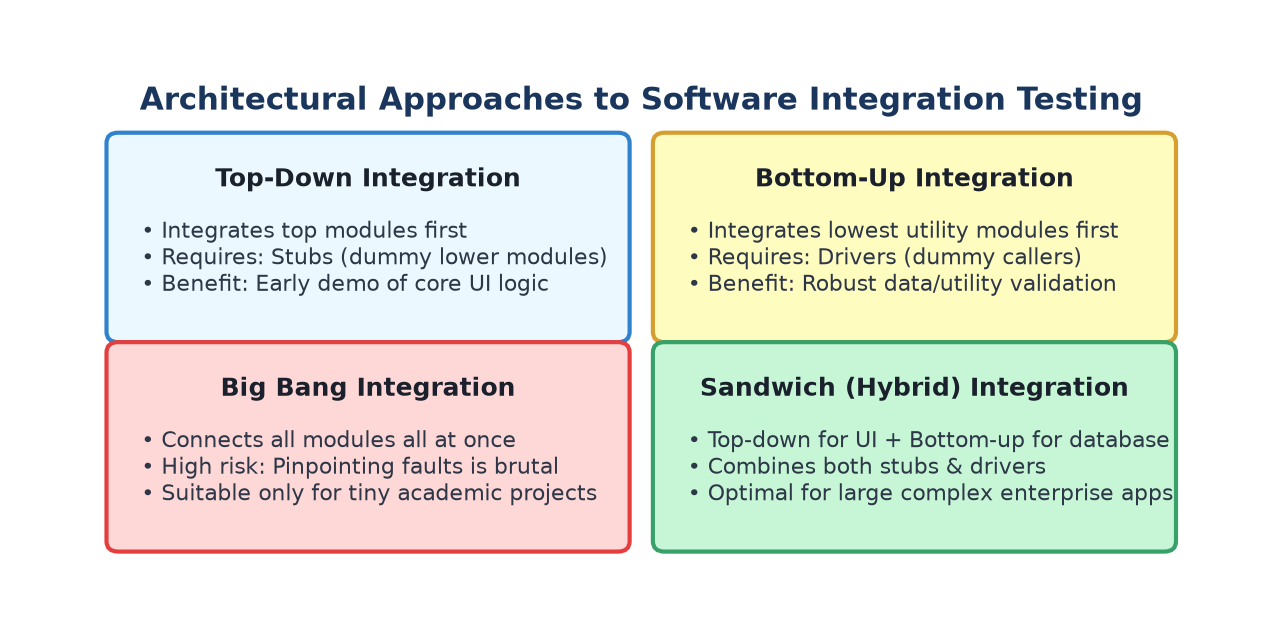 Architectural Approaches to Software Integration Testing
Top-Down Integration
• Integrates top modules first
• Requires: Stubs (dummy lower modules)
• Benefit: Early demo of core UI logic
Bottom-Up Integration
• Integrates lowest utility modules first
• Requires: Drivers (dummy callers)
• Benefit: Robust data/utility validation
Big Bang Integration
• Connects all modules all at once
• High risk: Pinpointing faults is brutal
• Suitable only for tiny academic projects
Sandwich (Hybrid) Integration
• Top-down for UI + Bottom-up for database
• Combines both stubs & drivers
• Optimal for large complex enterprise apps